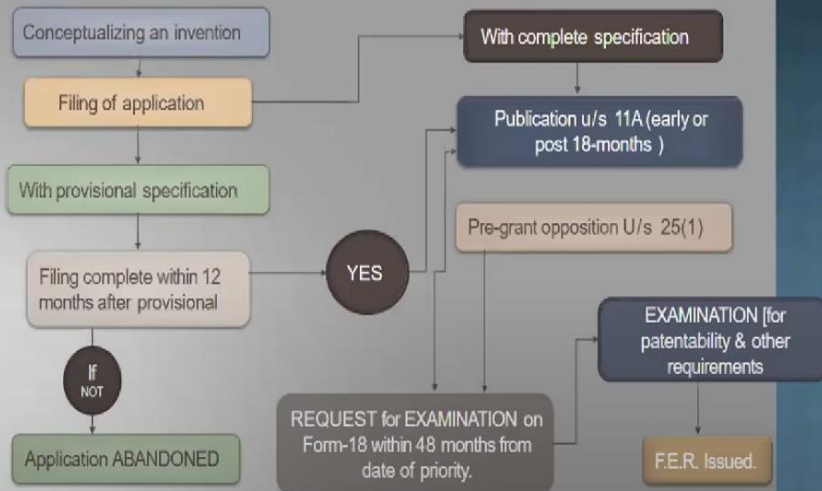 Conceptualizing an invention
Filing of application
With provisional specification
Filing complete within 12
months after provisional
If
NOT
Application ABANDONED
YES
With complete specification
Publication u/s 11A (early or
post 18-months )
Pre-grant opposition U/s 25(1)
REQUEST for EXAMINATION on
Form-18 within 48 months from
date of priority.
EXAMINATION [for
patentability & other
requirements
F.E.R. Issued.